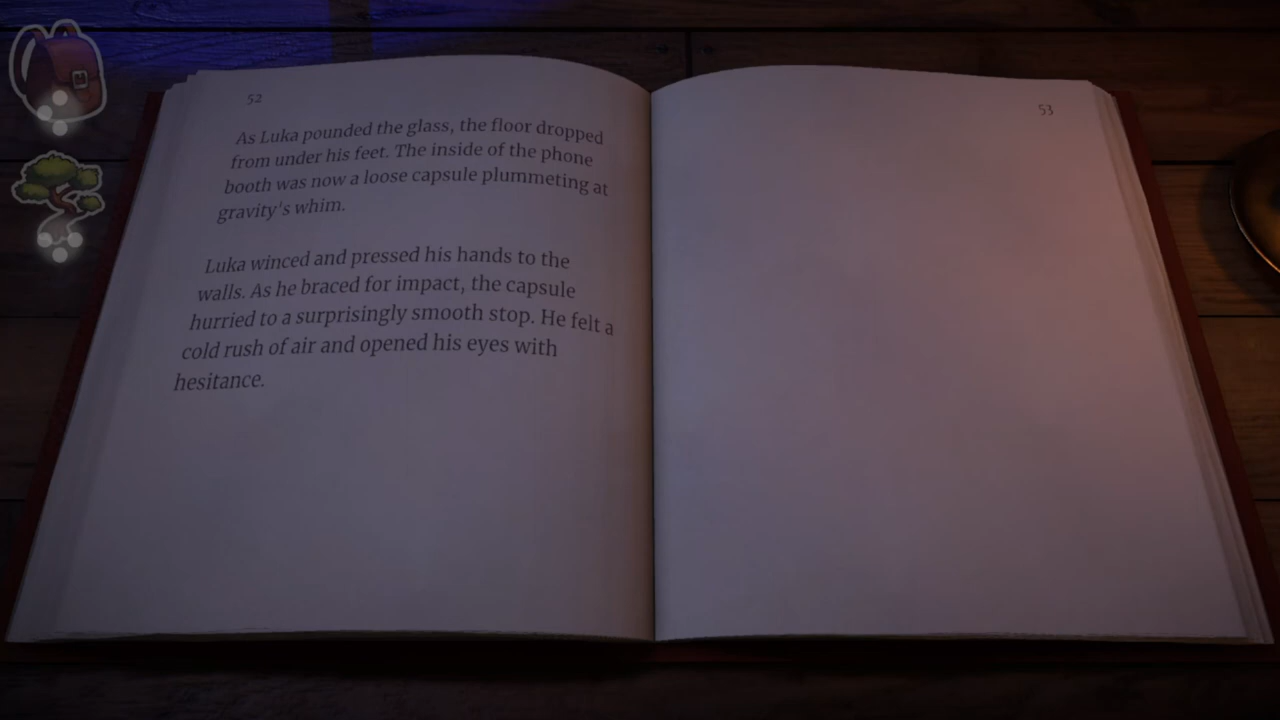 52
As Luka pounded the glass, the floor dropped
from under his feet. The inside of the phone
booth was now a loose capsule plummeting at
gravity's whim.
Luka winced and pressed his hands to the
walls. As he braced for impact, the capsule
hurried to a surprisingly smooth stop. He felt a
cold rush of air and opened his eyes with
hesitance.
53